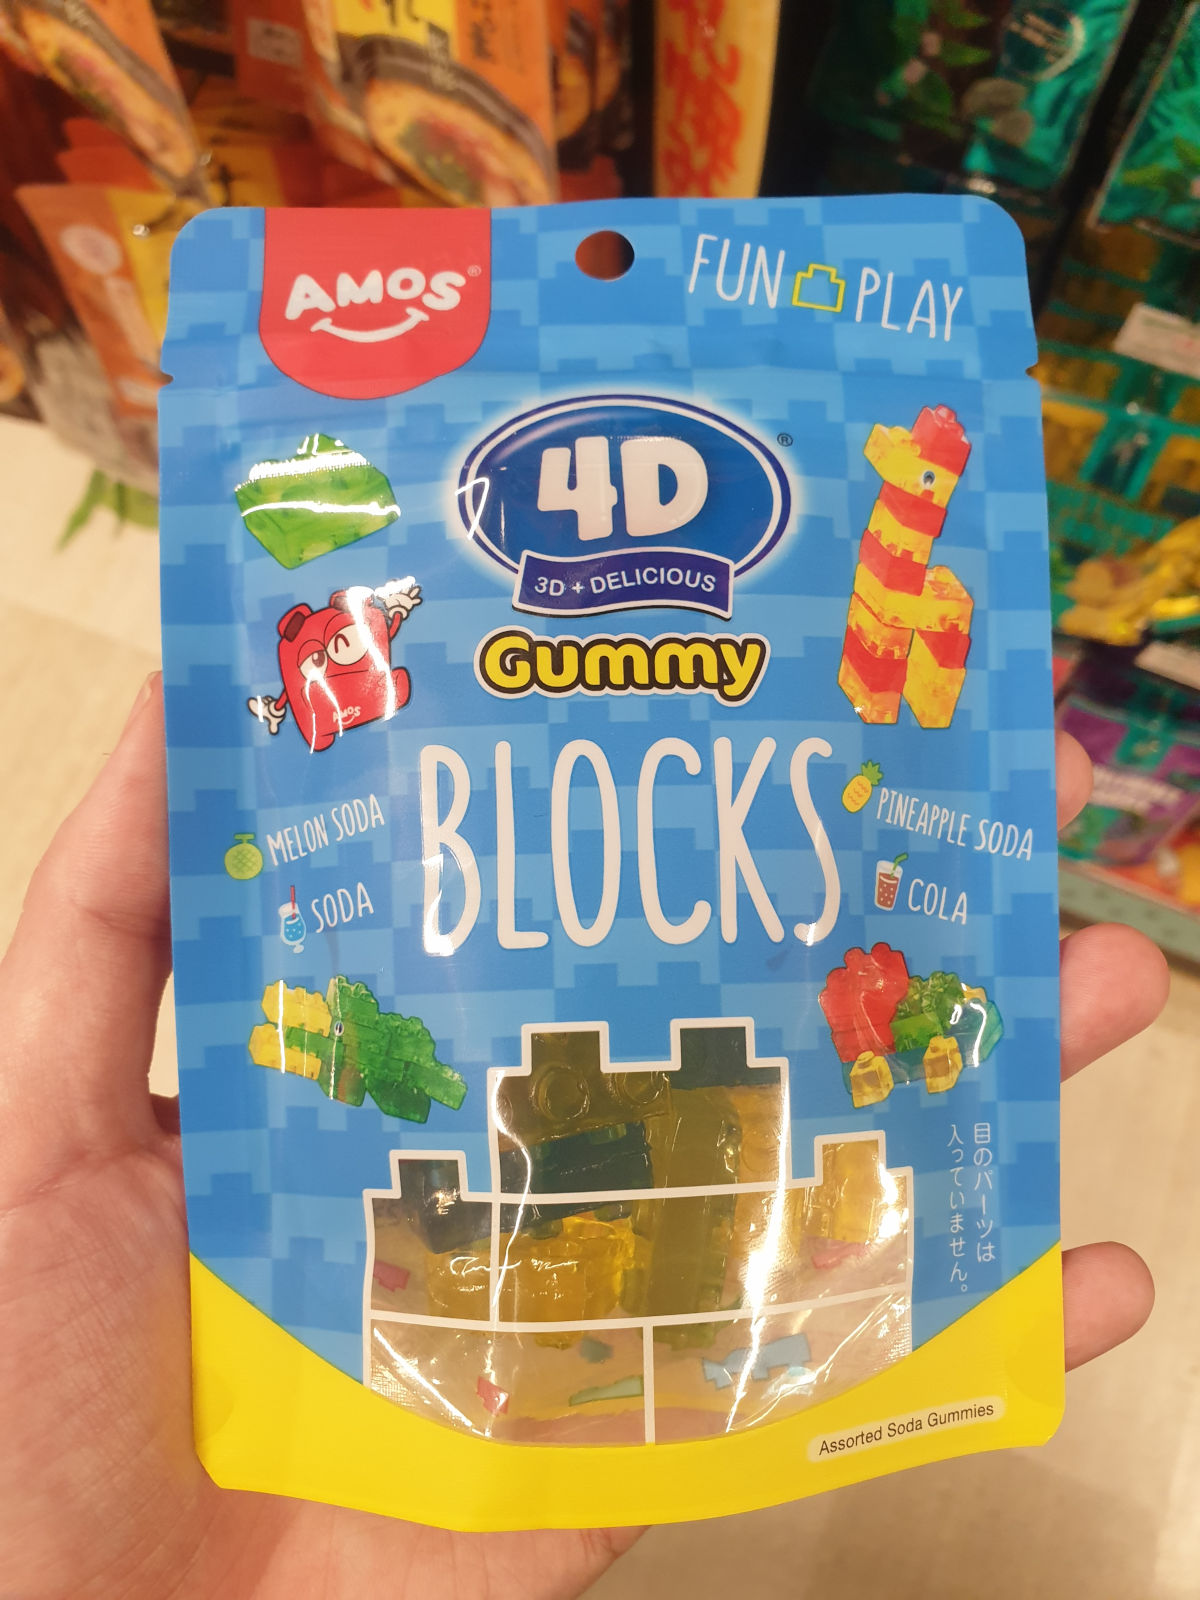 AMOS®
FUN PLAY
4D®
3D + DELICIOUS
Gummy
BLOCKS
AMOS
MELON SODA
SODA
PINEAPPLE SODA
COLA
目のパーツは
入っていません。
Assorted Soda Gummies